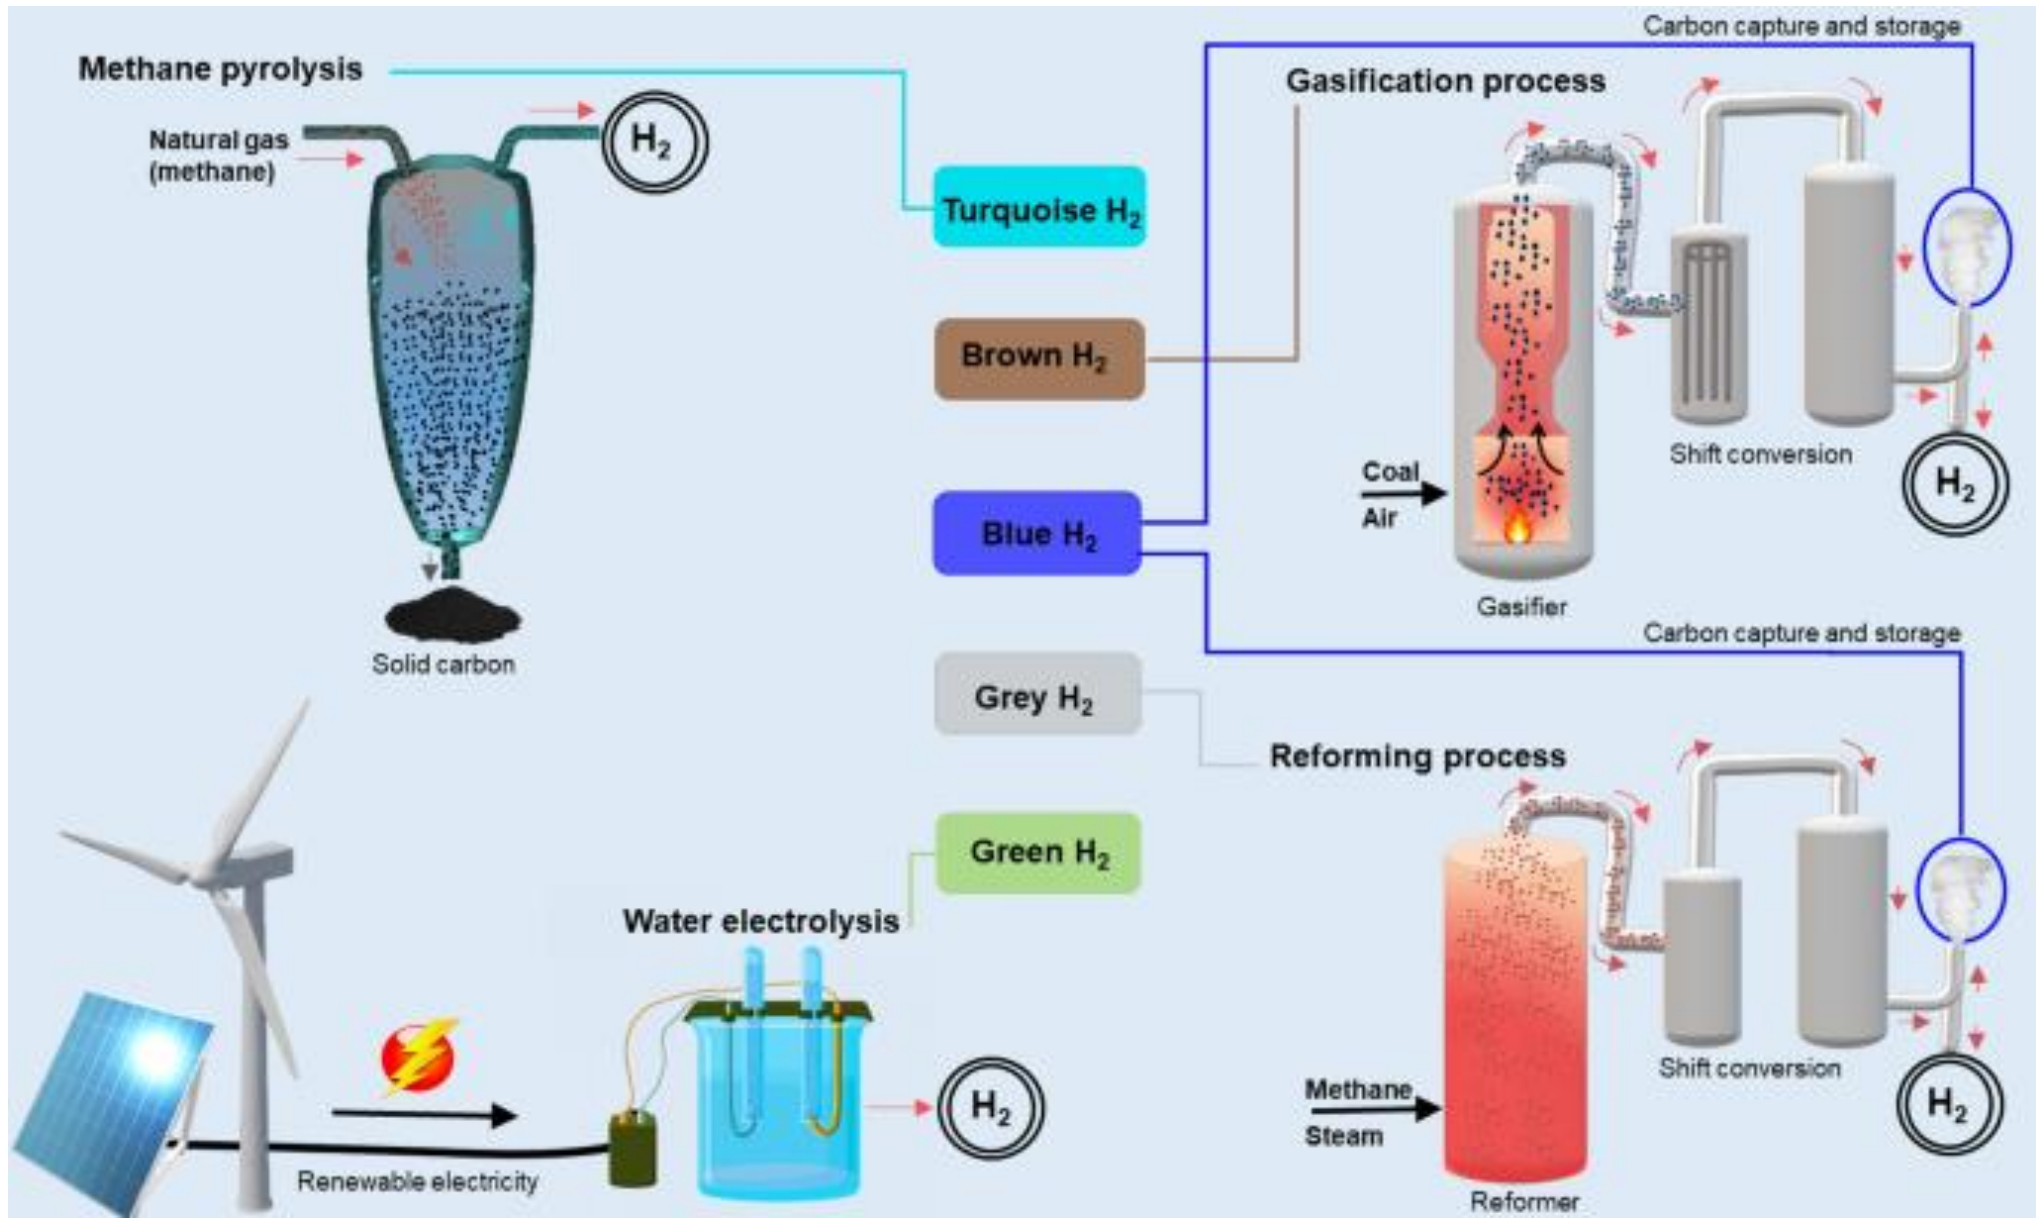 Carbon capture and storage
Methane pyrolysis
Gasification process
Natural gas
(methane)
H₂
Turquoise H₂
Brown H₂
Shift conversion
Coal
Air
H₂
Blue H₂
Gasifier
Carbon capture and storage
Solid carbon
Grey H₂
Reforming process
Green H₂
Water electrolysis
Shift conversion
Methane
Steam
H₂
H₂
Renewable electricity
Reformer